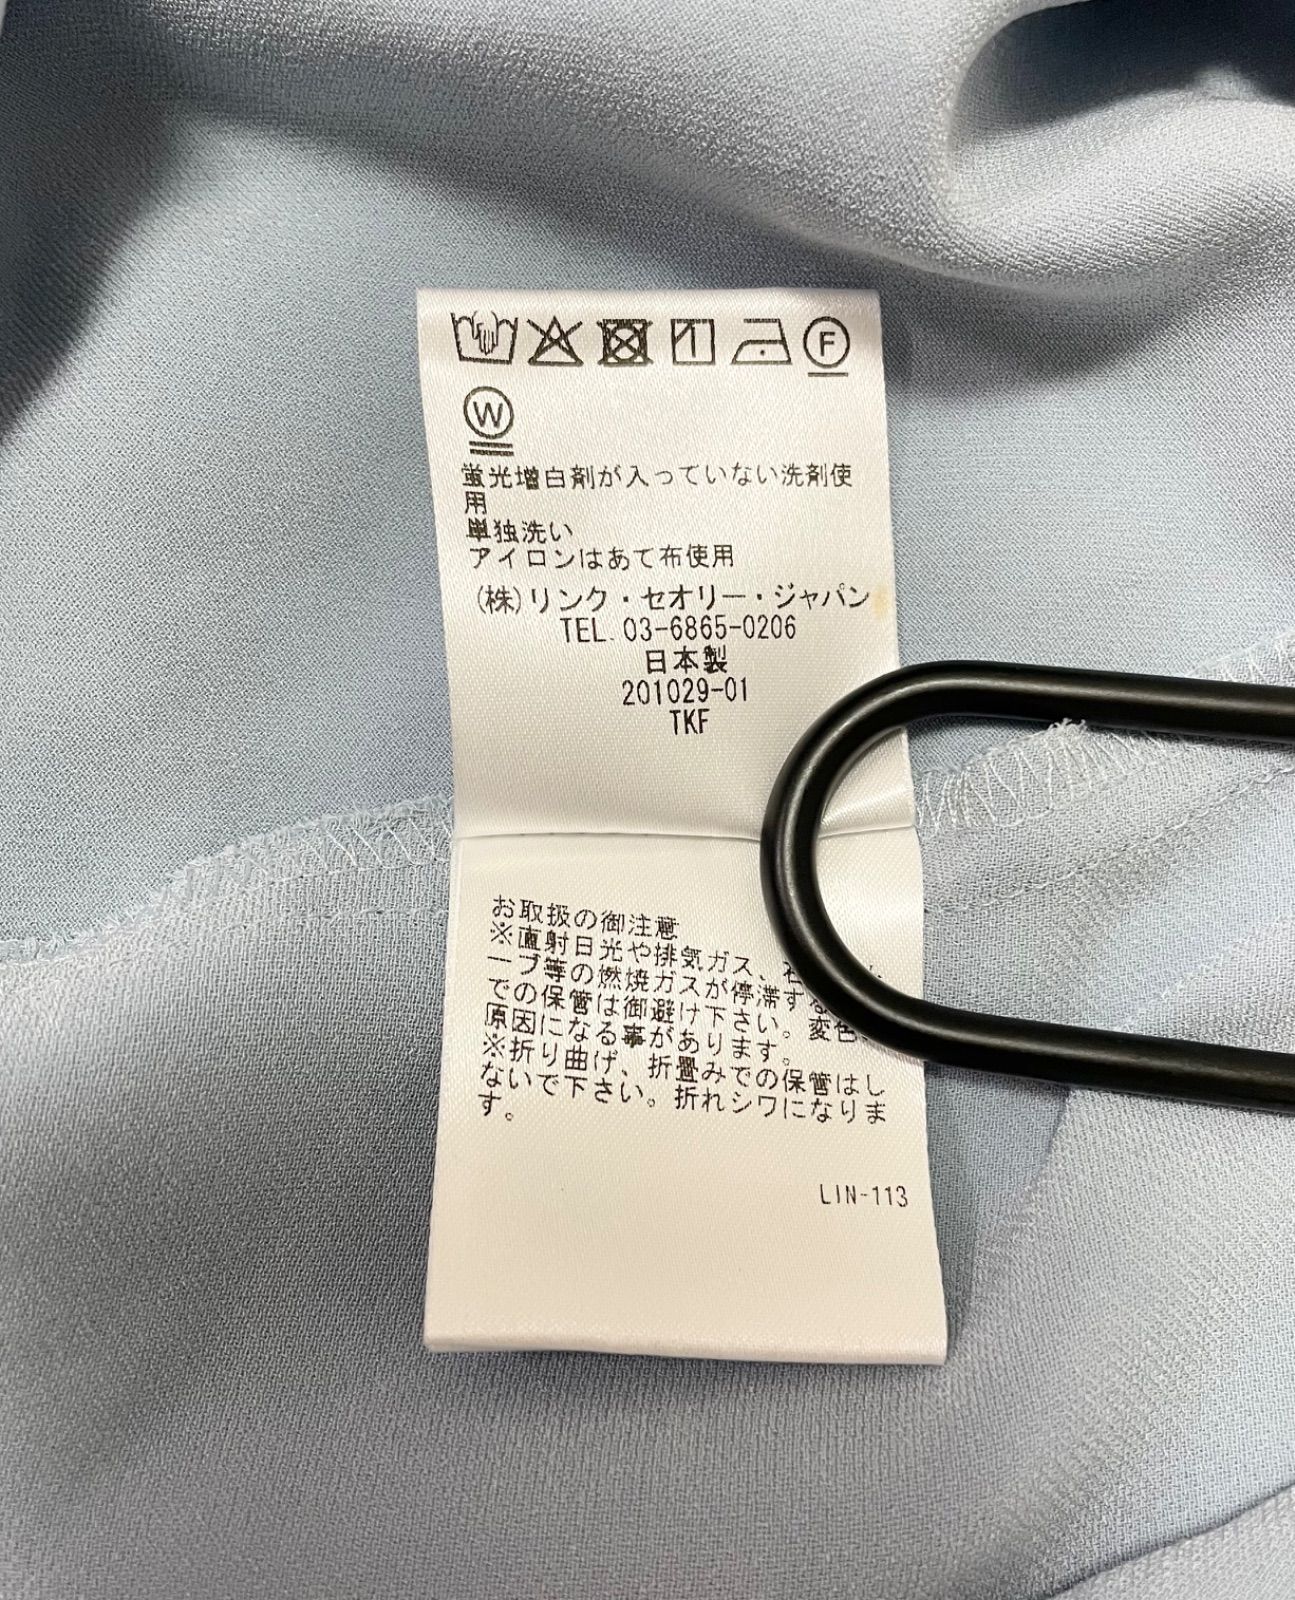 F
W
蛍光増白剤が入っていない洗剤使
用
単独洗い
アイロンはあて布使用
(株)リンク・セオリー・ジャパン
TEL. 03-6865-0206
日本製
201029-01
TKF
お取扱の御注意
※直射日光や排気ガス、
ーブ等の燃焼ガスが停滞する
での保管は御避け下さい。変色
原因になる事があります。
※折り曲げ、折畳みでの保管はし
ないで下さい。折れシワになりま
す。
LIN-113